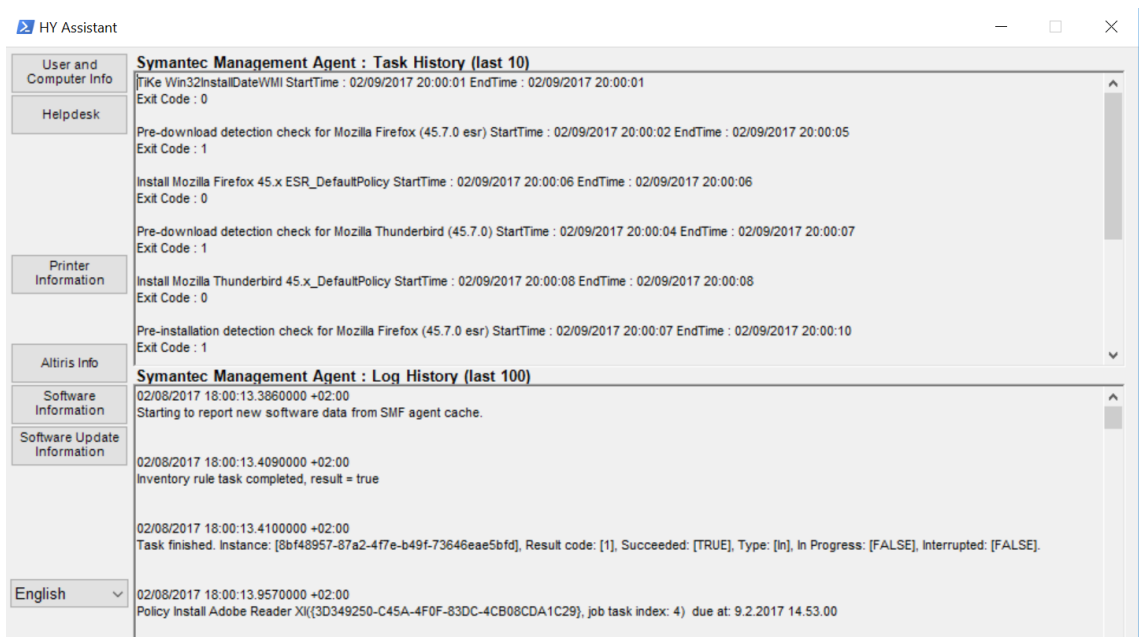 HY Assistant
User and
Computer Info
Helpdesk
Printer
Information
Altiris Info
Software
Information
Software Update
Information
English
Symantec Management Agent : Task History (last 10)
TiKe Win32InstallDateWMI StartTime : 02/09/2017 20:00:01 EndTime : 02/09/2017 20:00:01
Exit Code : 0
Pre-download detection check for Mozilla Firefox (45.7.0 esr) StartTime : 02/09/2017 20:00:02 EndTime : 02/09/2017 20:00:05
Exit Code : 1
Install Mozilla Firefox 45.x ESR_DefaultPolicy StartTime : 02/09/2017 20:00:06 EndTime : 02/09/2017 20:00:06
Exit Code : 0
Pre-download detection check for Mozilla Thunderbird (45.7.0) StartTime : 02/09/2017 20:00:04 EndTime : 02/09/2017 20:00:07
Exit Code : 1
Install Mozilla Thunderbird 45.x_DefaultPolicy StartTime : 02/09/2017 20:00:08 EndTime : 02/09/2017 20:00:08
Exit Code : 0
Pre-installation detection check for Mozilla Firefox (45.7.0 esr) StartTime : 02/09/2017 20:00:07 EndTime : 02/09/2017 20:00:10
Exit Code : 1
Symantec Management Agent : Log History (last 100)
02/08/2017 18:00:13.3860000 +02:00
Starting to report new software data from SMF agent cache.
02/08/2017 18:00:13.4090000 +02:00
Inventory rule task completed, result = true
02/08/2017 18:00:13.4100000 +02:00
Task finished. Instance: [8bf48957-87a2-4f7e-b49f-73646eae5bfd], Result code: [1], Succeeded: [TRUE], Type: [In], In Progress: [FALSE], Interrupted: [FALSE].
02/08/2017 18:00:13.9570000 +02:00
Policy Install Adobe Reader XI({3D349250-C45A-4F0F-83DC-4CB08CDA1C29}, job task index: 4) due at: 9.2.2017 14.53.00